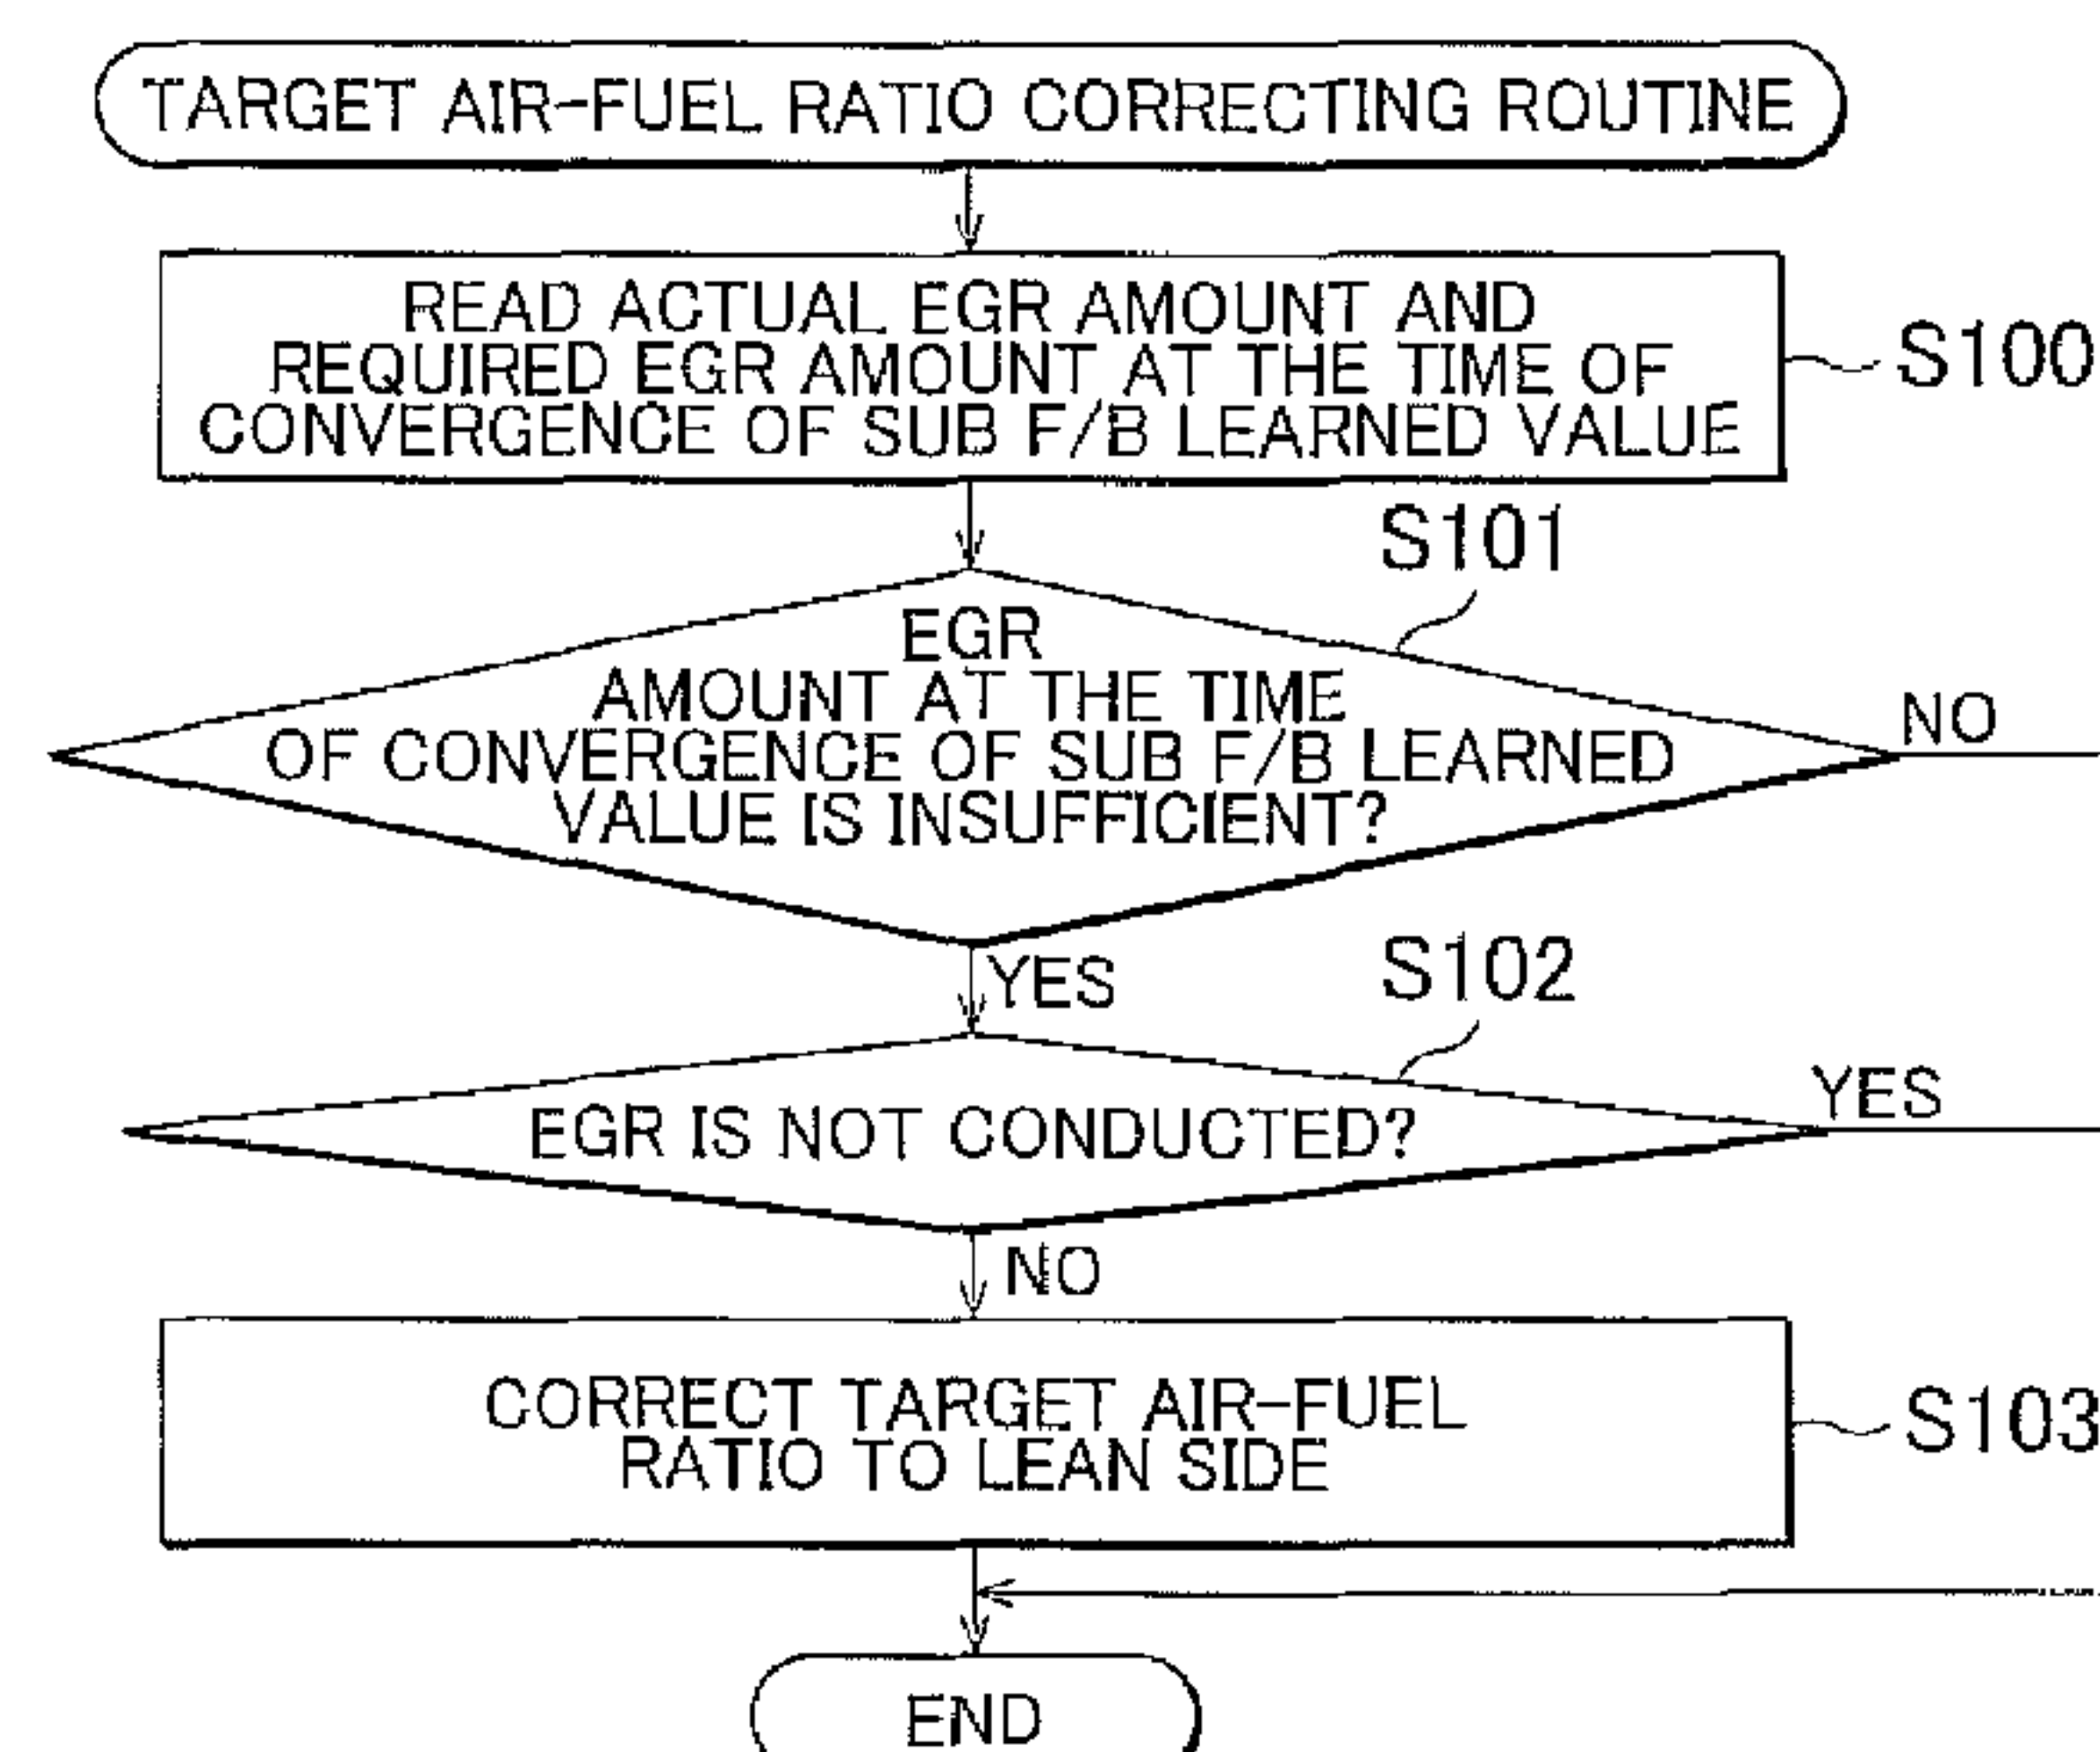 TARGET AIR-FUEL RATIO CORRECTING ROUTINE
READ ACTUAL EGR AMOUNT AND
REQUIRED EGR AMOUNT AT THE TIME OF
CONVERGENCE OF SUB F/B LEARNED VALUE
S100
S101
EGR
AMOUNT AT THE TIME
OF CONVERGENCE OF SUB F/B LEARNED
VALUE IS INSUFFICIENT?
NO
YES
S102
EGR IS NOT CONDUCTED?
YES
NO
CORRECT TARGET AIR-FUEL
RATIO TO LEAN SIDE
S103
END